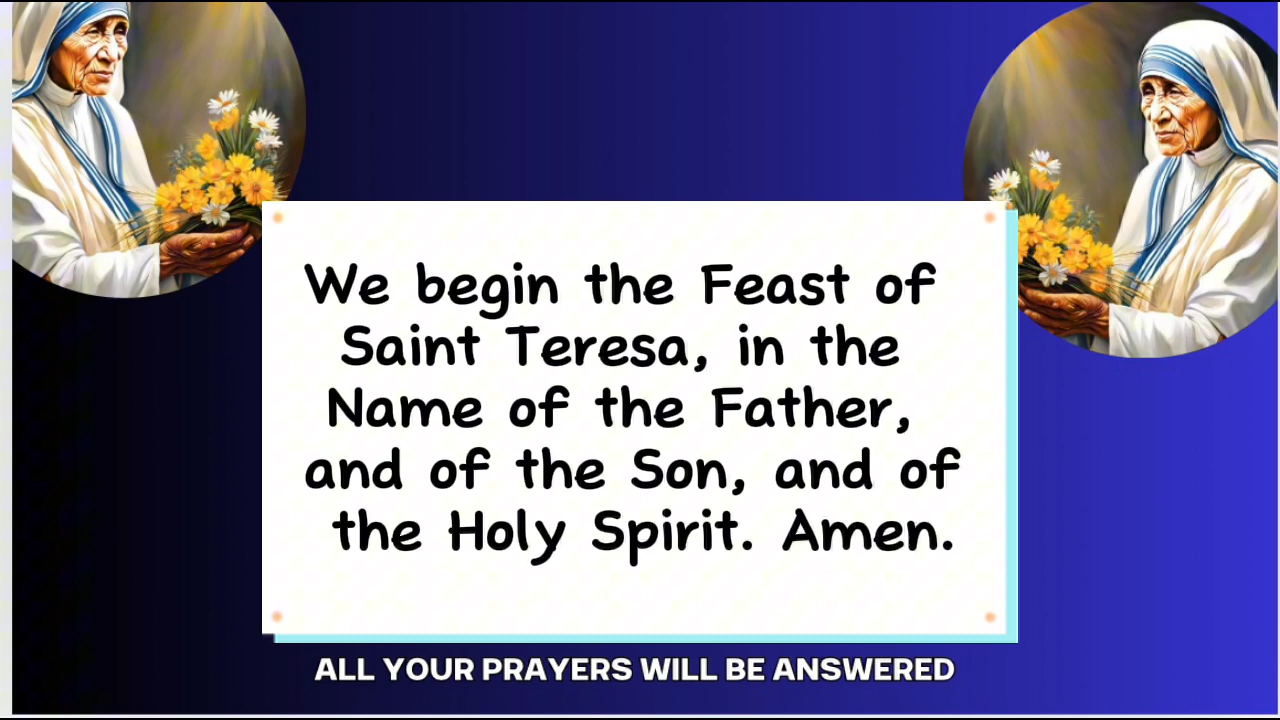 We begin the Feast of
Saint Teresa, in the
Name of the Father,
and of the Son, and of
the Holy Spirit. Amen.
ALL YOUR PRAYERS WILL BE ANSWERED